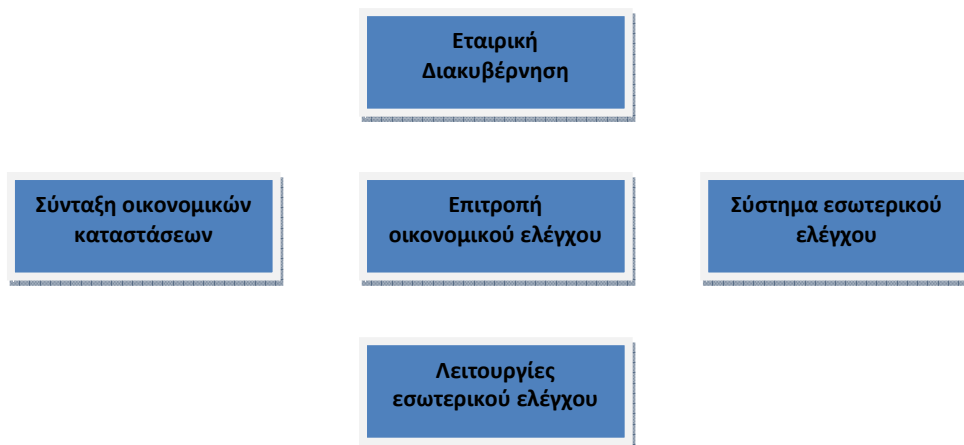 Εταιρική
Διακυβέρνηση
Σύνταξη οικονομικών
καταστάσεων
Επιτροπή
οικονομικού ελέγχου
Σύστημα εσωτερικού
ελέγχου
Λειτουργίες
εσωτερικού ελέγχου